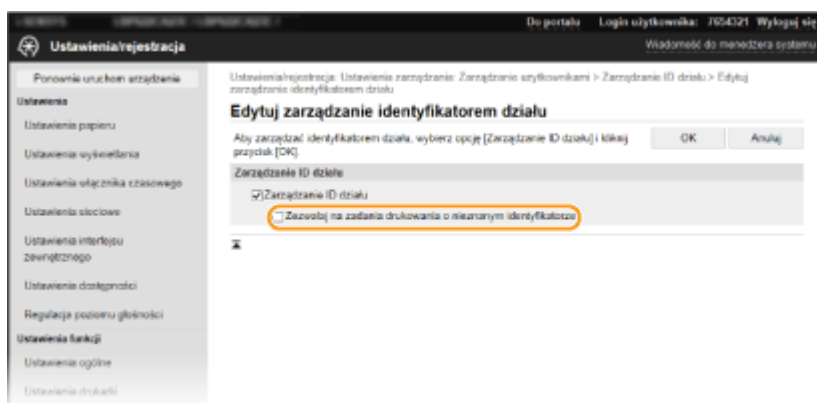 Do portalu Login użytkownika: 7654321 Wyloguj się
Ustawienia/rejestracja
Wiadomość do menedżera systemu
Ponownie uruchom urządzenie
Ustawienia
Ustawienia papieru
Ustawienia wyświetlania
Ustawienia włącznika czasowego
Ustawienia sieciowe
Ustawienia interfejsu
zewnętrznego
Ustawienia dostępności
Regulacja poziomu głośności
Ustawienia funkcji
Ustawienia ogólne
Ustawienia drukarki
Ustawienia/rejestracja: Ustawienia zarządzania: Zarządzanie użytkownikami > Zarządzanie ID działu > Edytuj
zarządzanie identyfikatorem działu
Edytuj zarządzanie identyfikatorem działu
Aby zarządzać identyfikatorem działu, wybierz opcję [Zarządzanie ID działu] i kliknij
przycisk [OK].
OK
Anuluj
Zarządzanie ID działu
Zarządzanie ID działu
Zezwalaj na zadania drukowania o nieznanym identyfikatorze